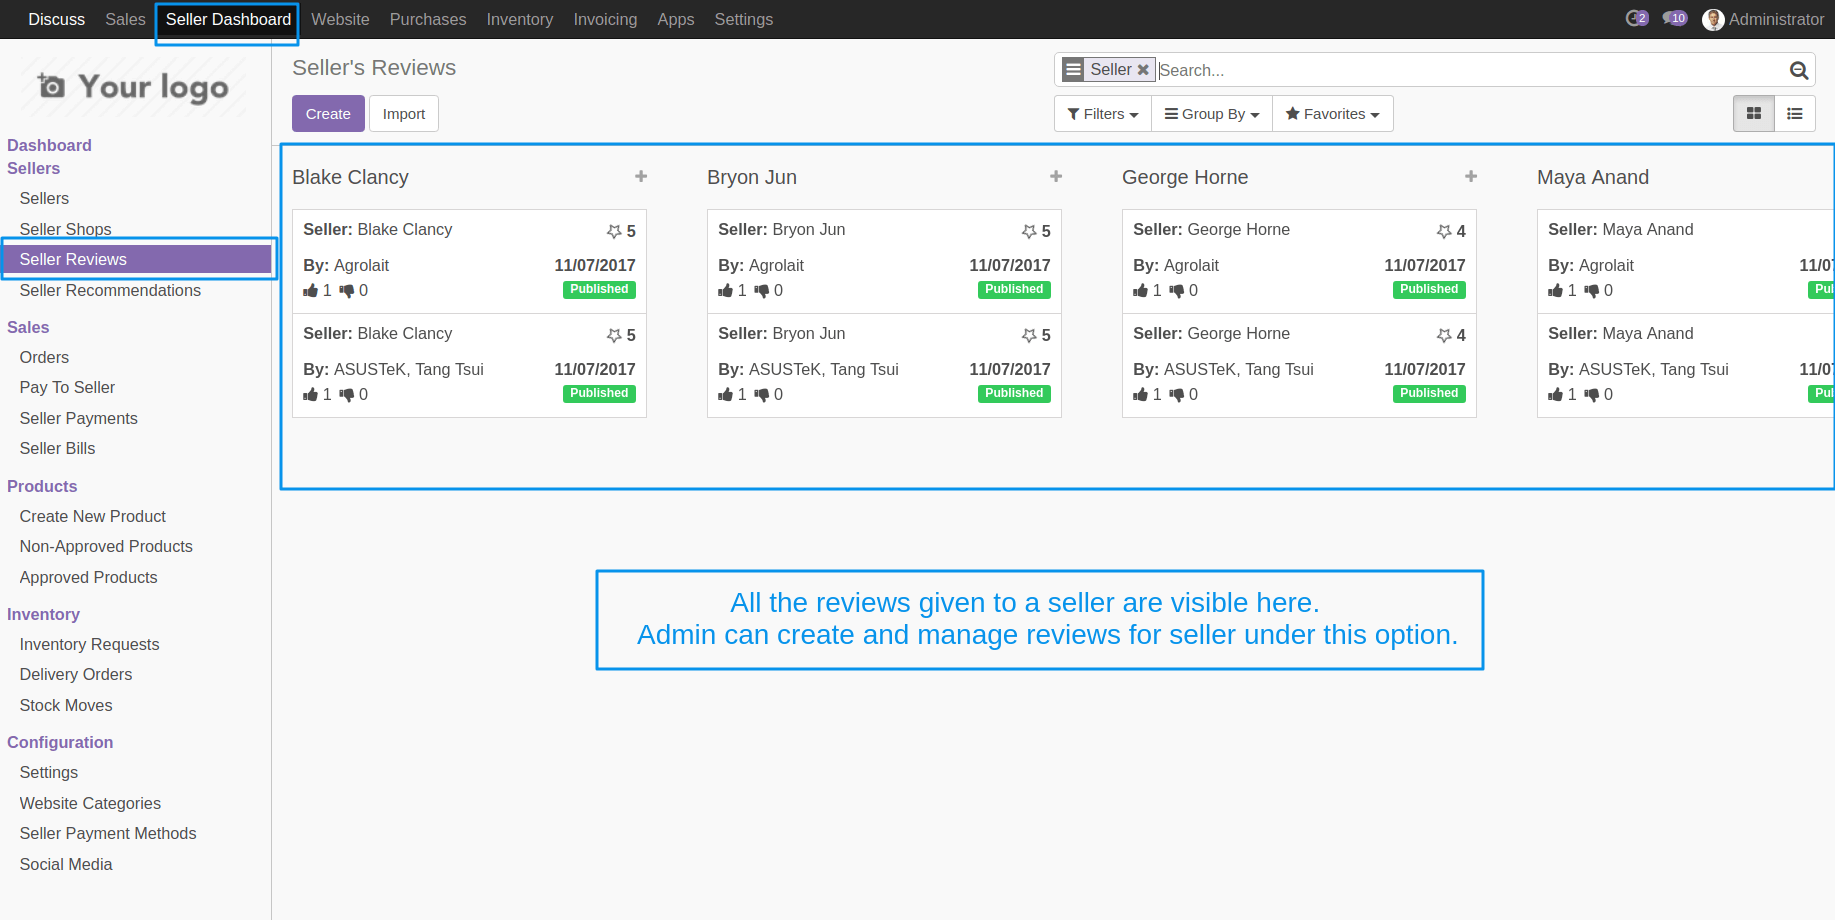 Discuss Sales Seller Dashboard Website Purchases Inventory Invoicing Apps Settings 2 10 Administrator
Your logo
Seller's Reviews
Seller Search...
Create Import
Filters Group By Favorites
Dashboard
Sellers
Sellers
Seller Shops
Seller Reviews
Seller Recommendations
Sales
Orders
Pay To Seller
Seller Payments
Seller Bills
Products
Create New Product
Non-Approved Products
Approved Products
Inventory
Inventory Requests
Delivery Orders
Stock Moves
Configuration
Settings
Website Categories
Seller Payment Methods
Social Media
Blake Clancy
Seller: Blake Clancy 5
By: Agrolait 11/07/2017
1 0 Published
Seller: Blake Clancy 5
By: ASUSTeK, Tang Tsui 11/07/2017
1 0 Published
Bryon Jun
Seller: Bryon Jun 5
By: Agrolait 11/07/2017
1 0 Published
Seller: Bryon Jun 5
By: ASUSTeK, Tang Tsui 11/07/2017
1 0 Published
George Horne
Seller: George Horne 4
By: Agrolait 11/07/2017
1 0 Published
Seller: George Horne 4
By: ASUSTeK, Tang Tsui 11/07/2017
1 0 Published
Maya Anand
Seller: Maya Anand
By: Agrolait
1 0
Seller: Maya Anand
By: ASUSTeK, Tang Tsui
1 0
All the reviews given to a seller are visible here.
Admin can create and manage reviews for seller under this option.